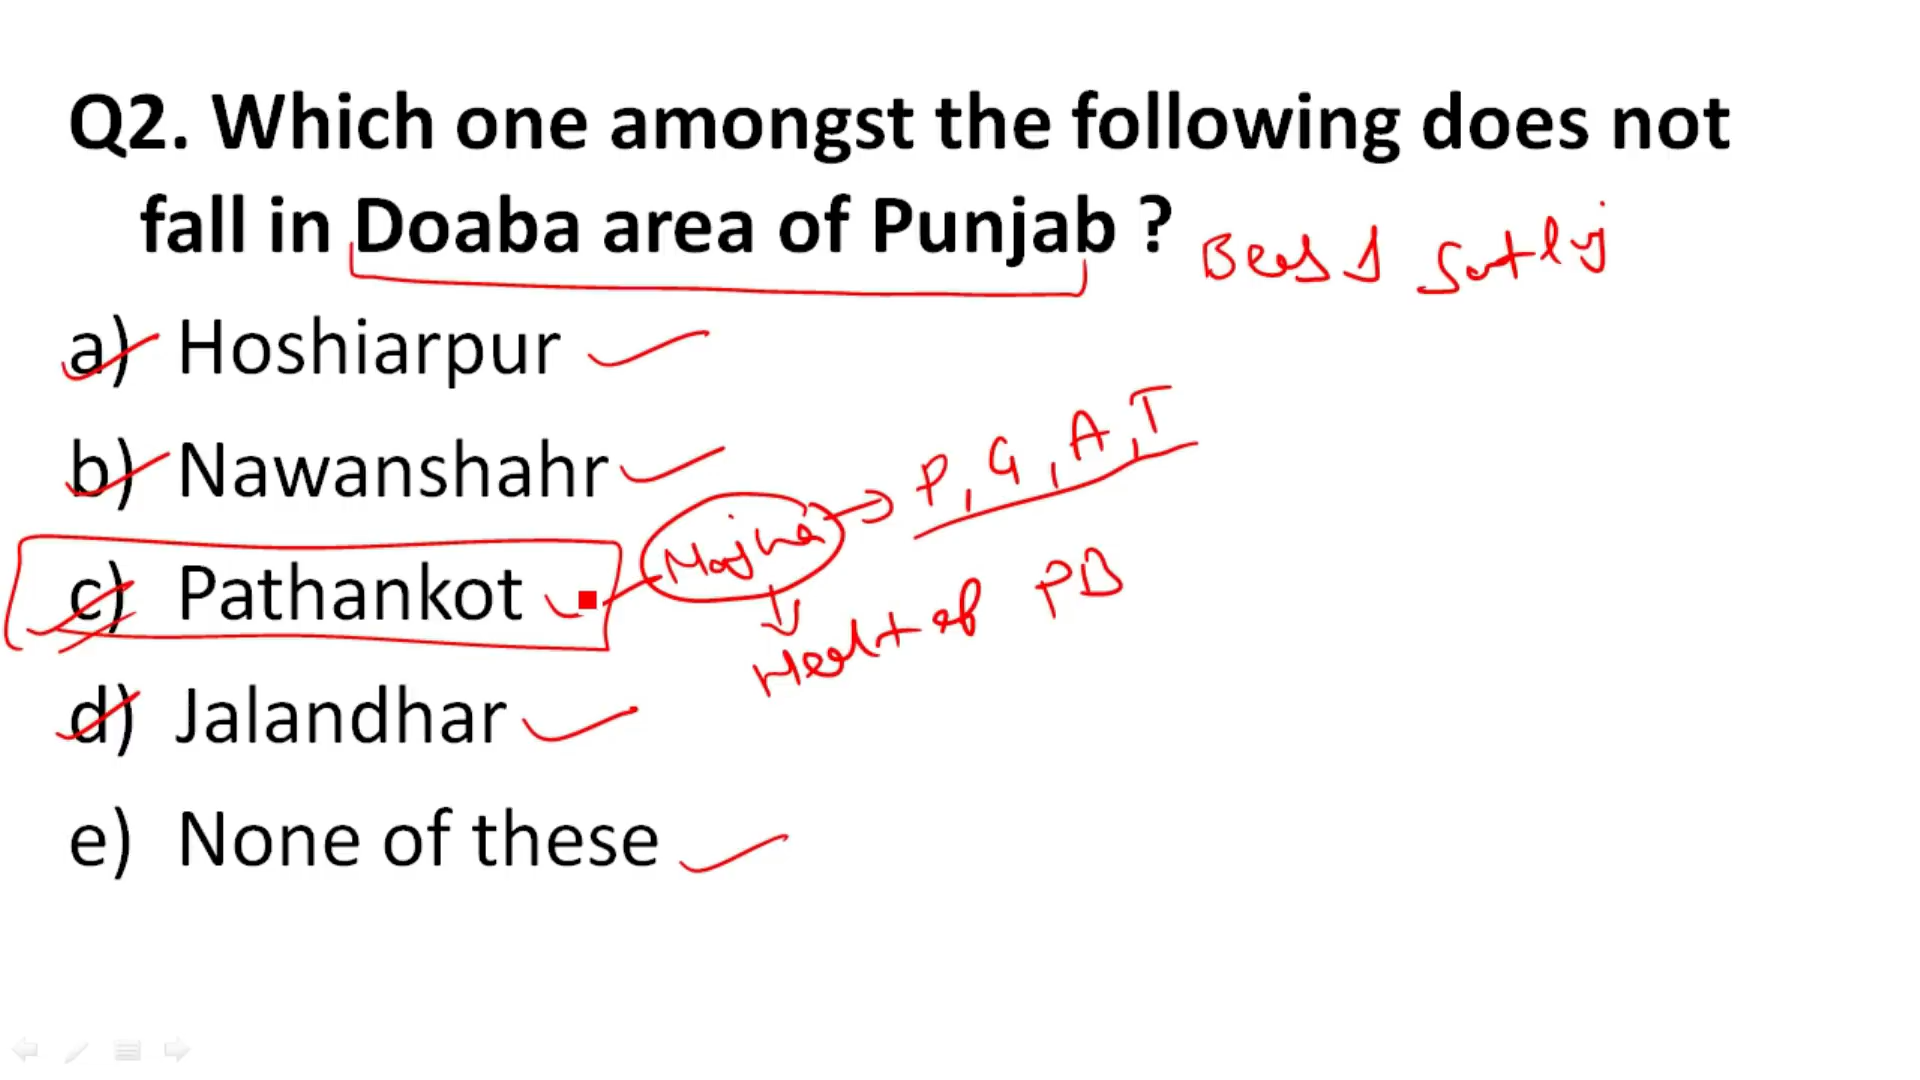 Q2. Which one amongst the following does not
fall in Doaba area of Punjab ?
Beas & Satluj
a) Hoshiarpur
b) Nawanshahr
P, G, A, T
Majha
c) Pathankot
Heart of PB
d) Jalandhar
e) None of these